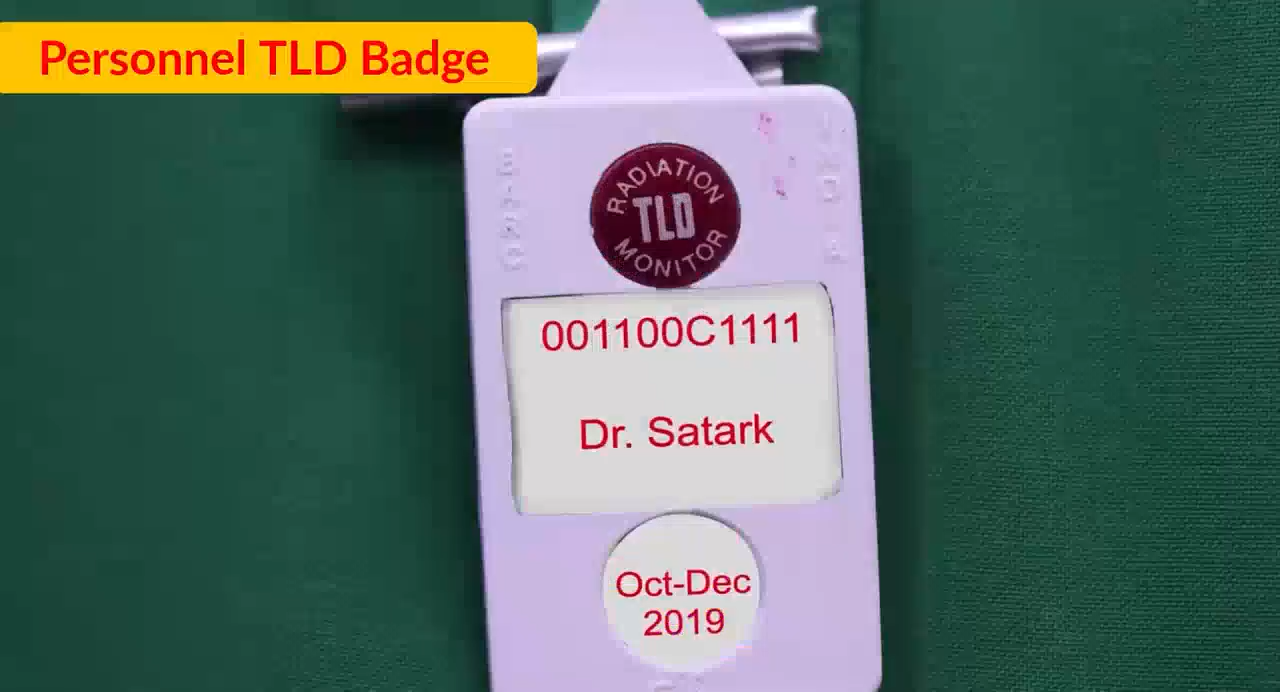 Personnel TLD Badge
RADIATION
TLD
MONITOR
001100C1111
Dr. Satark
Oct-Dec
2019